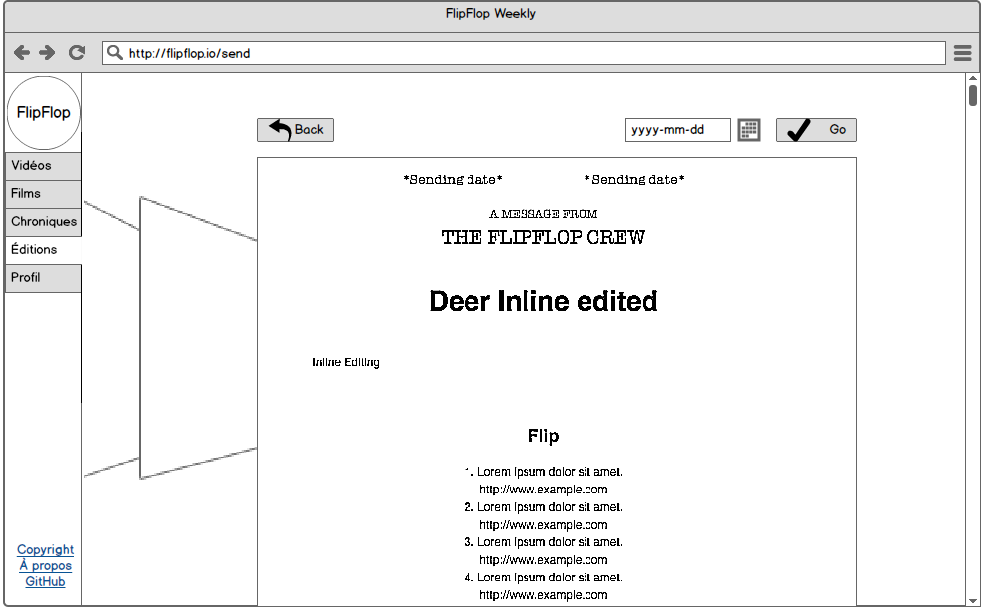 FlipFlop Weekly
http://flipflop.io/send
FlipFlop
Vidéos
Films
Chroniques
Éditions
Profil
Copyright
À propos
GitHub
Back
yyyy-mm-dd
Go
*Sending date* *Sending date*
A MESSAGE FROM
THE FLIPFLOP CREW
Deer Inline edited
Inline Editing
Flip
1. Lorem ipsum dolor sit amet.
http://www.example.com
2. Lorem ipsum dolor sit amet.
http://www.example.com
3. Lorem ipsum dolor sit amet.
http://www.example.com
4. Lorem ipsum dolor sit amet.
http://www.example.com